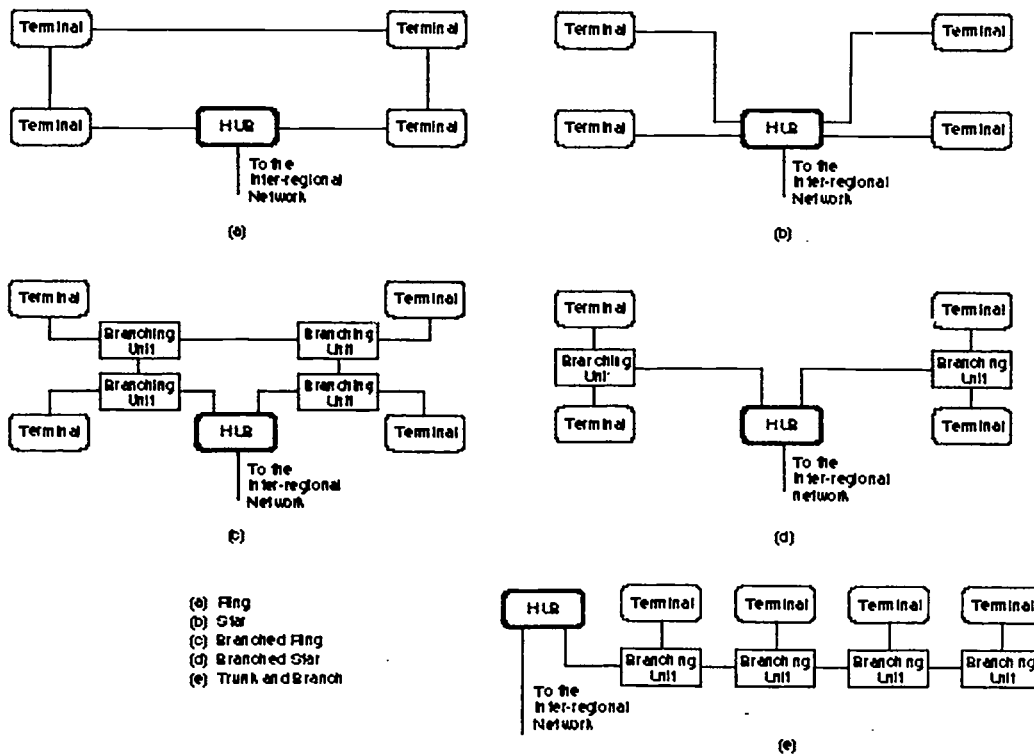 Terminal
Terminal
Terminal
HUB
Terminal
To the
Inter-regional
Network
(a)
Terminal
Terminal
Terminal
HUB
Terminal
To the
Inter-regional
Network
(b)
Terminal
Terminal
Branching
Unit
Branching
Unit
Branching
Unit
Branching
Unit
Terminal
HUB
Terminal
To the
Inter-regional
Network
(c)
Terminal
Terminal
Branching
Unit
Branching
Unit
Terminal
HUB
Terminal
To the
Inter-regional
network
(d)
(a) Ring
(b) Star
(c) Branched Ring
(d) Branched Star
(e) Trunk and Branch
HUB
Terminal
Terminal
Terminal
Terminal
Branching
Unit
Branching
Unit
Branching
Unit
Branching
Unit
To the
Inter-regional
Network
(e)